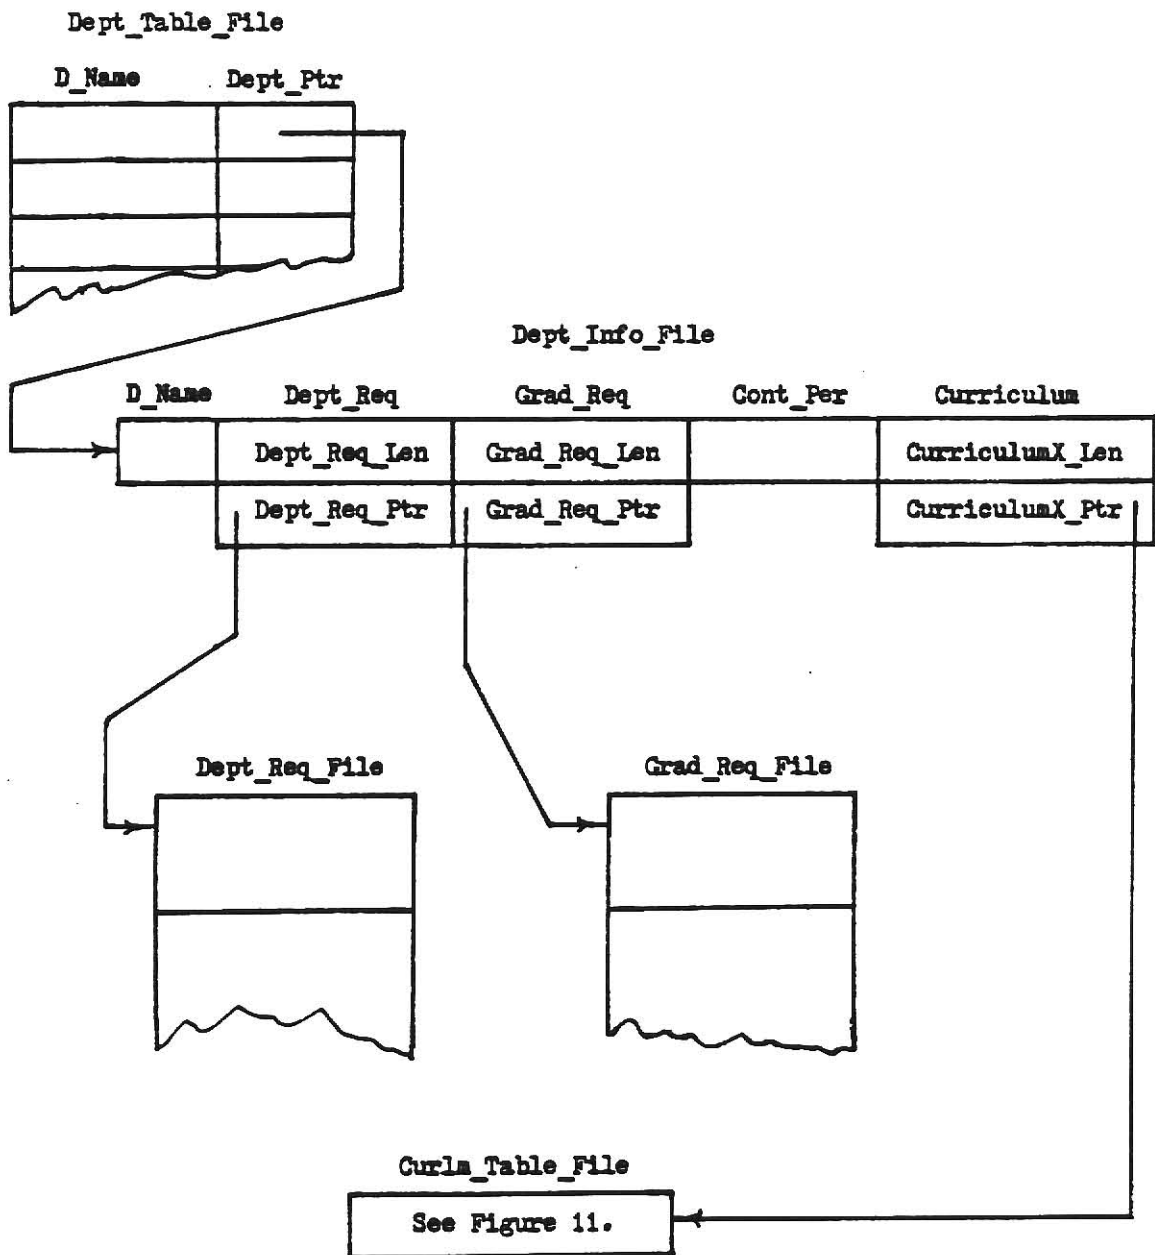 Dept_Table_File
D_Name Dept_Ptr
Dept_Info_File
D_Name Dept_Req Grad_Req Cont_Per Curriculum
Dept_Req_Len Grad_Req_Len CurriculumX_Len
Dept_Req_Ptr Grad_Req_Ptr CurriculumX_Ptr
Dept_Req_File Grad_Req_File
Curlm_Table_File
See Figure 11.